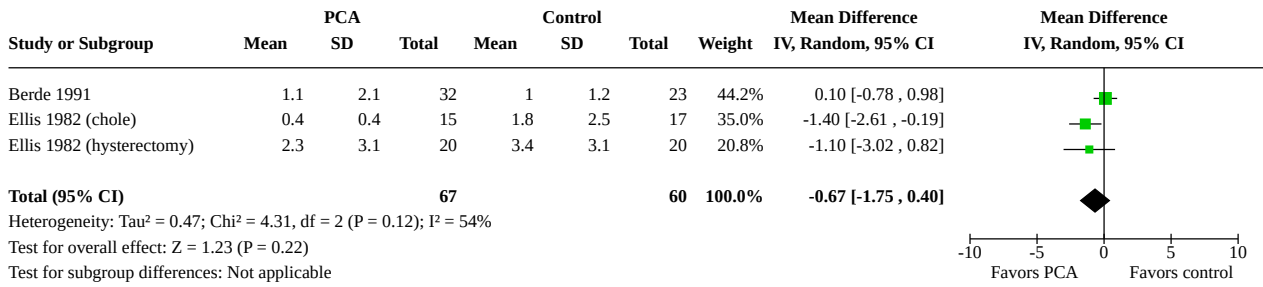 PCA Control Mean Difference Mean Difference
Study or Subgroup Mean SD Total Mean SD Total Weight IV, Random, 95% CI IV, Random, 95% CI
Berde 1991 1.1 2.1 32 1 1.2 23 44.2% 0.10 [-0.78 , 0.98]
Ellis 1982 (chole) 0.4 0.4 15 1.8 2.5 17 35.0% -1.40 [-2.61 , -0.19]
Ellis 1982 (hysterectomy) 2.3 3.1 20 3.4 3.1 20 20.8% -1.10 [-3.02 , 0.82]
Total (95% CI) 67 60 100.0% -0.67 [-1.75 , 0.40]
Heterogeneity: Tau² = 0.47; Chi² = 4.31, df = 2 (P = 0.12); I² = 54%
Test for overall effect: Z = 1.23 (P = 0.22)
-10 -5 0 5 10
Test for subgroup differences: Not applicable
Favors PCA Favors control